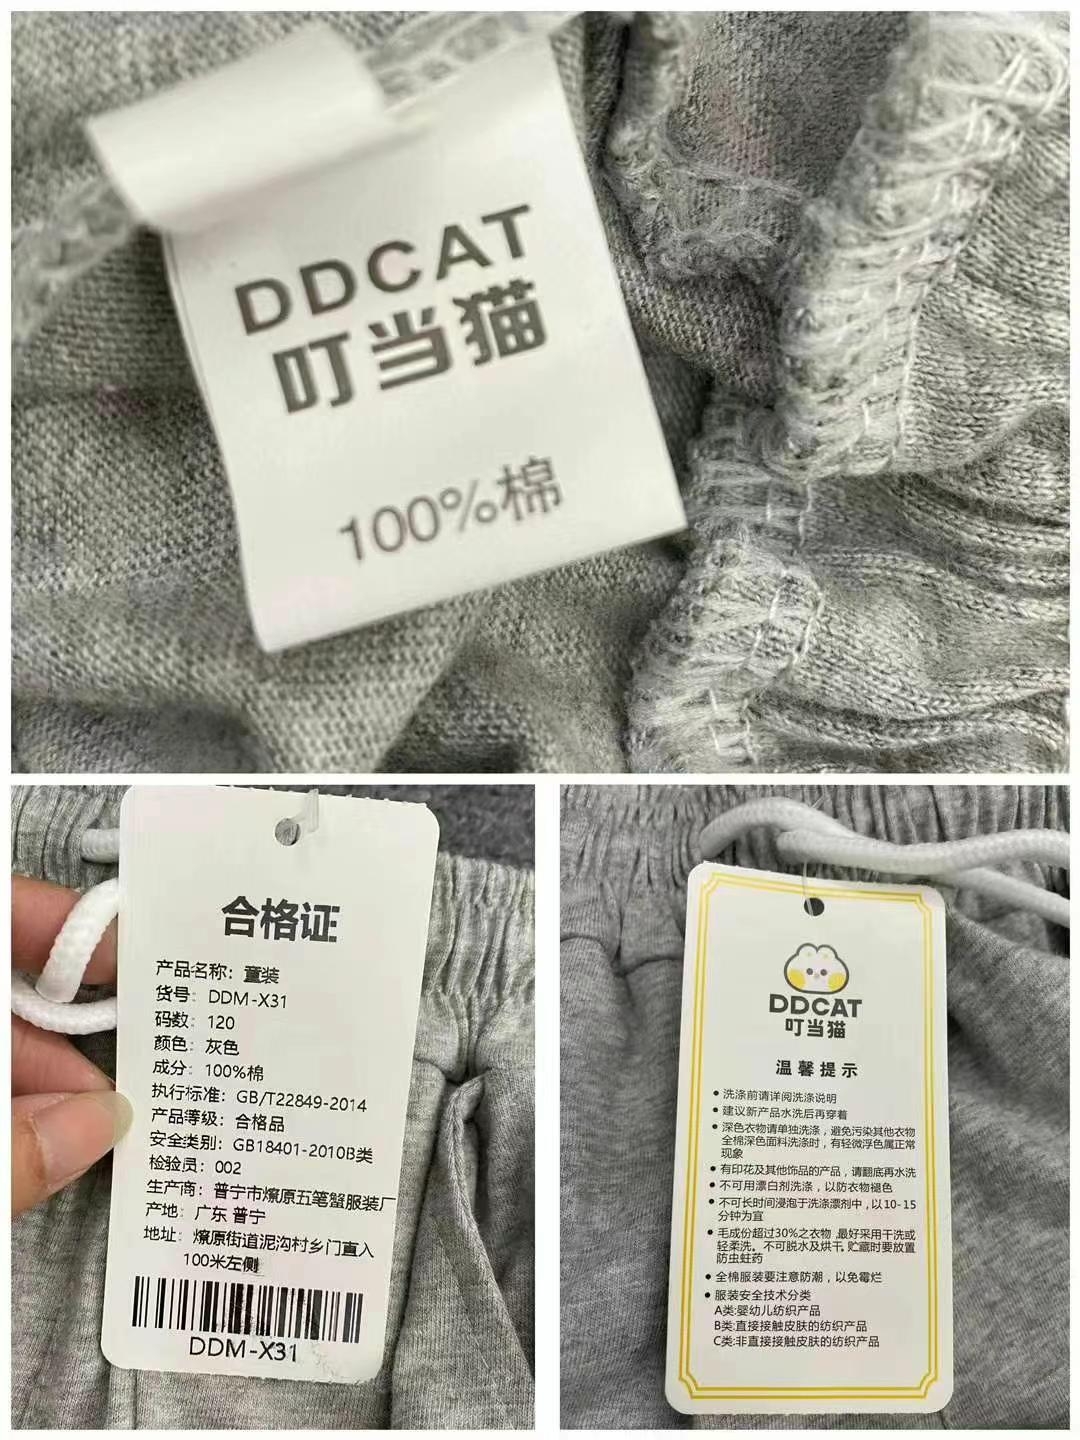 DDCAT
叮当猫
100%棉
合格证
产品名称：童装
货号：DDM-X31
码数：120
颜色：灰色
成分：100%棉
执行标准：GB/T22849-2014
产品等级：合格品
安全类别：GB18401-2010B类
检验员：002
生产商：普宁市燎原五笔蟹服装厂
产地：广东 普宁
地址：燎原街道泥沟村乡门直入
100米左侧
DDM-X31
DDCAT
叮当猫
温馨提示
洗涤前请详阅洗涤说明
建议新产品水洗后再穿着
深色衣物请单独洗涤，避免污染其他衣物
全棉深色面料洗涤时，有轻微浮色属正常
现象
有印花及其他饰品的产品，请翻底再水洗
不可用漂白剂洗涤，以防衣物褪色
不可长时间浸泡于洗涤漂剂中，以10-15
分钟为宜
毛成份超过30%之衣物，最好采用干洗或
轻柔洗。不可脱水及烘干。贮藏时要放置
防虫蛀药
全棉服装要注意防潮，以免霉烂
服装安全技术分类
A类:婴幼儿纺织产品
B类:直接接触皮肤的纺织产品
C类:非直接接触皮肤的纺织产品